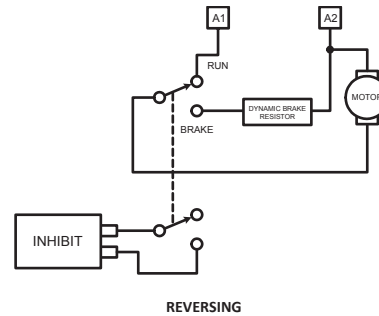 A1
A2
RUN
BRAKE
DYNAMIC BRAKE
RESISTOR
MOTOR
INHIBIT
REVERSING